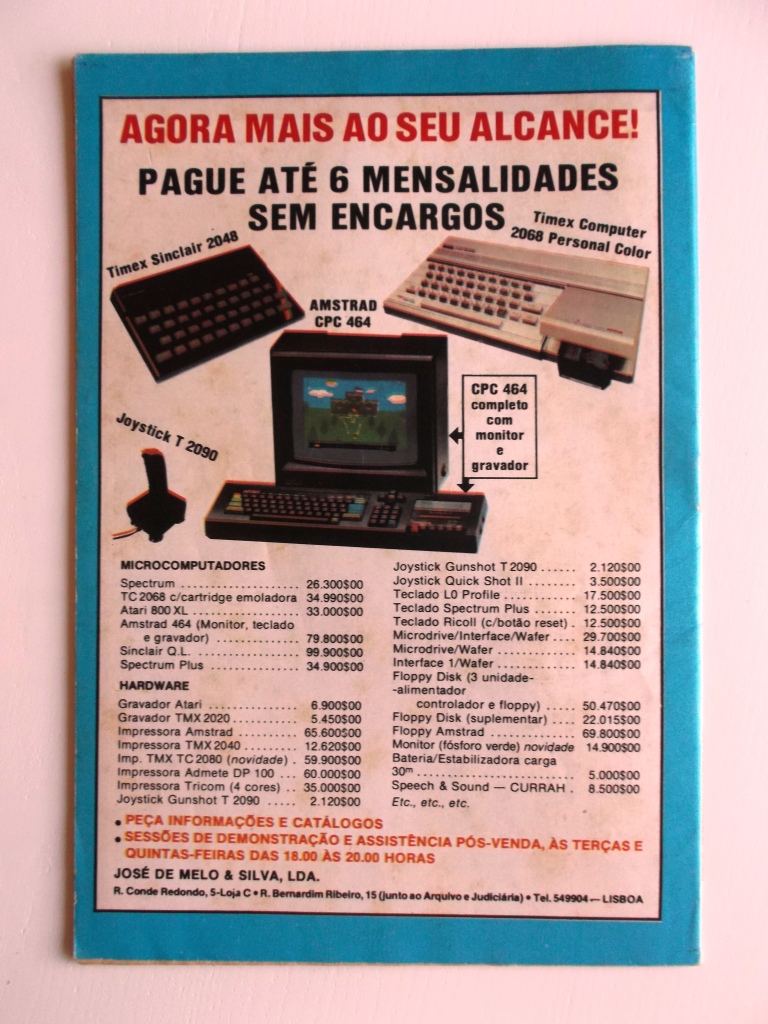 AGORA MAIS AO SEU ALCANCE!
PAGUE ATÉ 6 MENSALIDADES
SEM ENCARGOS
Timex Sinclair 2048
Timex Computer
2068 Personal Color
AMSTRAD
CPC 464
CPC 464
completo
com
monitor
e
gravador
Joystick T 2090
MICROCOMPUTADORES
Spectrum .................... 26.300$00
TC 2068 c/cartridge emoladora 34.990$00
Atari 800 XL ................... 33.000$00
Amstrad 464 (Monitor, teclado
e gravador) .............. 79.800$00
Sinclair Q.L. ................... 99.900$00
Spectrum Plus ................ 34.900$00
HARDWARE
Gravador Atari ............... 6.900$00
Gravador TMX 2020 ........... 5.450$00
Impressora Amstrad .......... 65.600$00
Impressora TMX 2040 ......... 12.620$00
Imp. TMX TC 2080 (novidade) . 59.900$00
Impressora Admete DP 100 ... 60.000$00
Impressora Tricom (4 cores) .. 35.000$00
Joystick Gunshot T 2090 ..... 2.120$00
Joystick Gunshot T 2090 ...... 2.120$00
Joystick Quick Shot II ........ 3.500$00
Teclado L0 Profile ............. 17.500$00
Teclado Spectrum Plus ....... 12.500$00
Teclado Ricoll (c/botão reset) . 12.500$00
Microdrive/Interface/Wafer .... 29.700$00
Microdrive/Wafer .............. 14.840$00
Interface 1/Wafer .............. 14.840$00
Floppy Disk (3 unidade-
-alimentador
controlador e floppy) ..... 50.470$00
Floppy Disk (suplementar) .... 22.015$00
Floppy Amstrad ............... 69.800$00
Monitor (fósforo verde) novidade 14.900$00
Bateria/Estabilizadora carga
30m ........................... 5.000$00
Speech & Sound — CURRAH . 8.500$00
Etc., etc., etc.
• PEÇA INFORMAÇÕES E CATÁLOGOS
• SESSÕES DE DEMONSTRAÇÃO E ASSISTÊNCIA PÓS-VENDA, ÀS TERÇAS E
QUINTAS-FEIRAS DAS 18.00 ÀS 20.00 HORAS
JOSÉ DE MELO & SILVA, LDA.
R. Conde Redondo, 5-Loja C • R. Bernardim Ribeiro, 15 (junto ao Arquivo e Judiciária) • Tel. 549904 — LISBOA